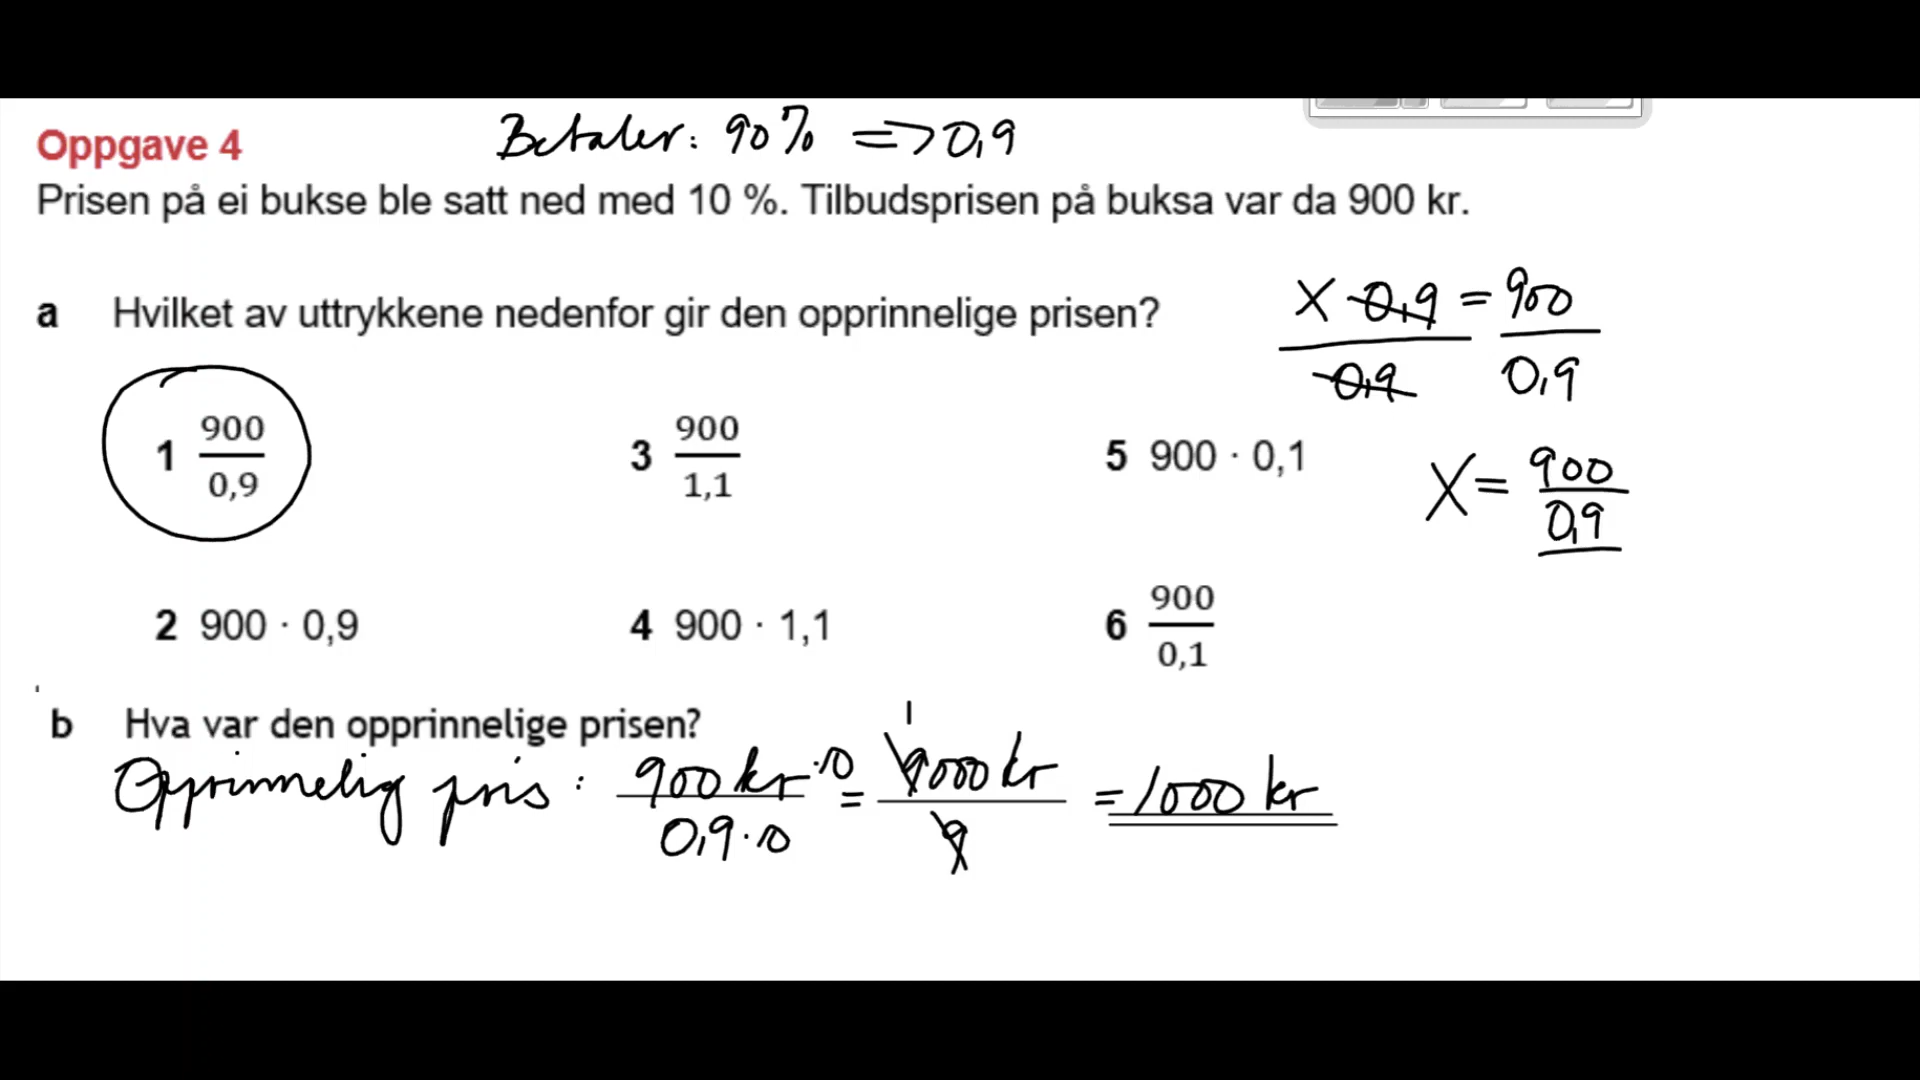 Betaler: 90% => 0,9
Oppgave 4
Prisen på ei bukse ble satt ned med 10 %. Tilbudsprisen på buksa var da 900 kr.
a Hvilket av uttrykkene nedenfor gir den opprinnelige prisen?
X · 0,9 = 900
0,9 0,9
1 900/0,9 3 900/1,1 5 900 · 0,1
X = 900/0,9
2 900 · 0,9 4 900 · 1,1 6 900/0,1
b Hva var den opprinnelige prisen?
1
Opprinnelig pris : 900 kr ·10 / 0,9 · 10 = 9000 kr / 9 = 1000 kr